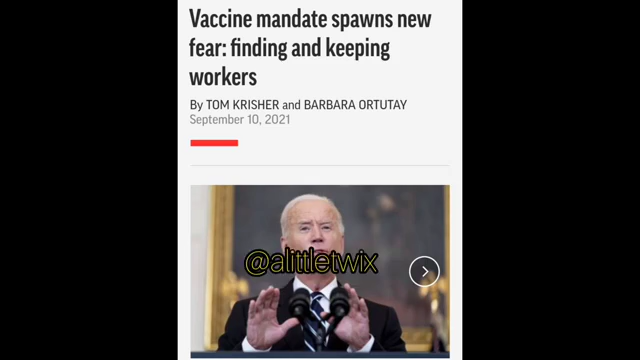 Vaccine mandate spawns new
fear: finding and keeping
workers
By TOM KRISHER and BARBARA ORTUTAY
September 10, 2021
@alittletwix